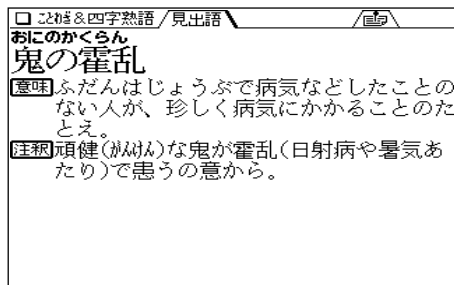 ことわざ&四字熟語 見出語
おにのかくらん
鬼の霍乱
意味 ふだんはじょうぶで病気などしたことの
ない人が、珍しく病気にかかることのた
とえ。
注釈 頑健(がんけん)な鬼が霍乱(日射病や暑気あ
たり)で患うの意から。